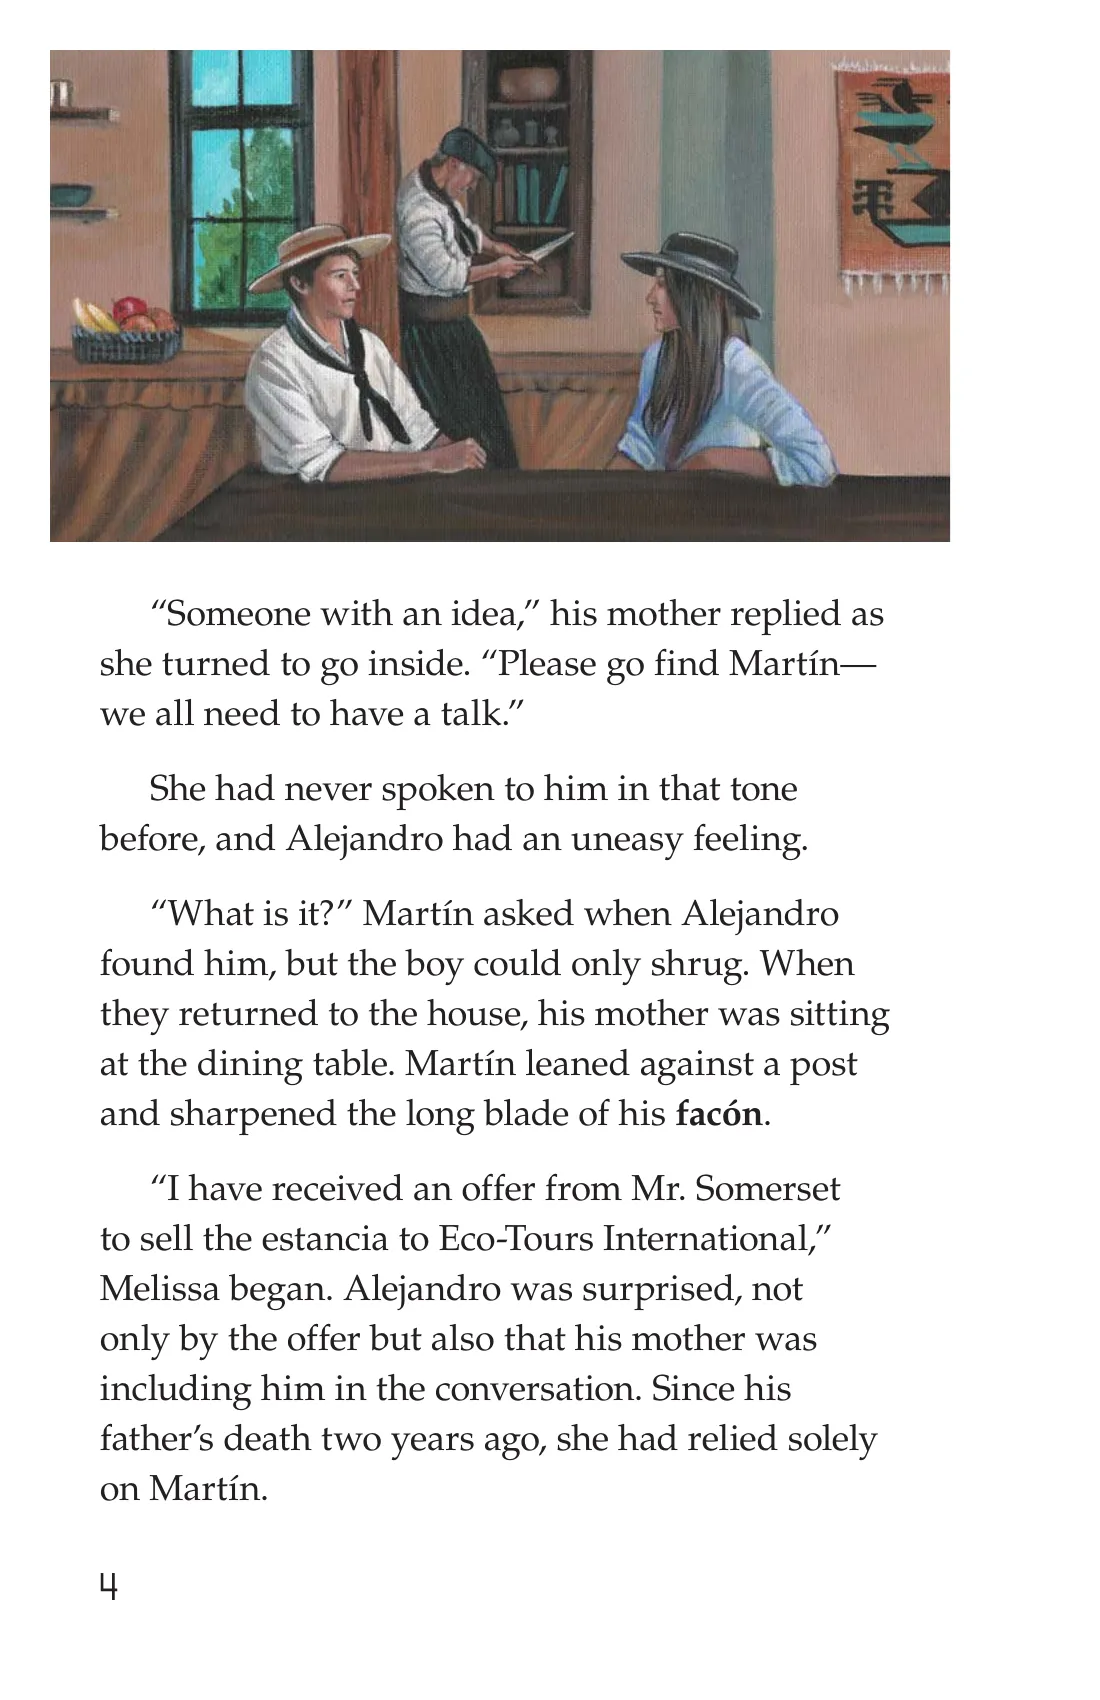 “Someone with an idea,” his mother replied as
she turned to go inside. “Please go find Martín—
we all need to have a talk.”
She had never spoken to him in that tone
before, and Alejandro had an uneasy feeling.
“What is it?” Martín asked when Alejandro
found him, but the boy could only shrug. When
they returned to the house, his mother was sitting
at the dining table. Martín leaned against a post
and sharpened the long blade of his facón.
“I have received an offer from Mr. Somerset
to sell the estancia to Eco-Tours International,”
Melissa began. Alejandro was surprised, not
only by the offer but also that his mother was
including him in the conversation. Since his
father’s death two years ago, she had relied solely
on Martín.
4